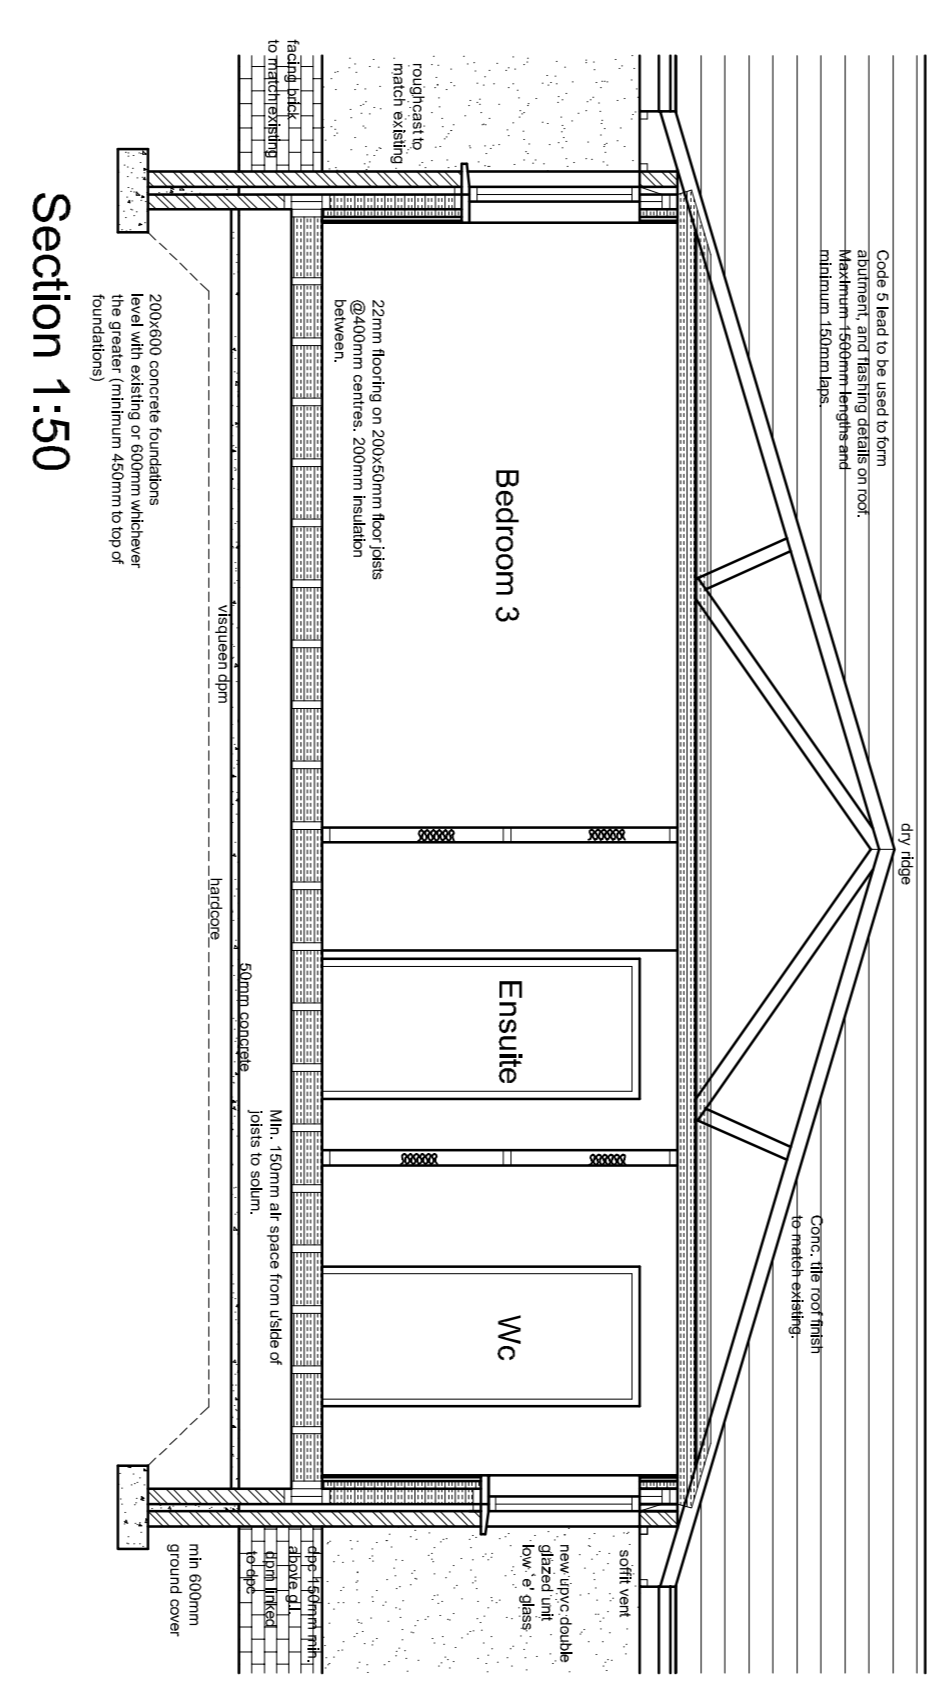 dry ridge
Code 5 lead to be used to form
abutment, and flashing details on roof.
Maximum 1500mm lengths and
minimum 150mm laps.
Conc. tile roof finish
to match existing.
roughcast to
match existing
facing brick
to match existing
Bedroom 3
Ensuite
Wc
soffit vent
new upvc double
glazed unit
low 'e' glass
22mm flooring on 200x50mm floor joists
@400mm centres. 200mm insulation
between.
dpc 150mm min.
above g.l.
dpm linked
to dpc
Min. 150mm air space from u'side of
joists to solum.
50mm concrete
visqueen dpm
hardcore
min 600mm
ground cover
200x600 concrete foundations
level with existing or 600mm whichever
the greater (minimum 450mm to top of
foundations)
Section 1:50